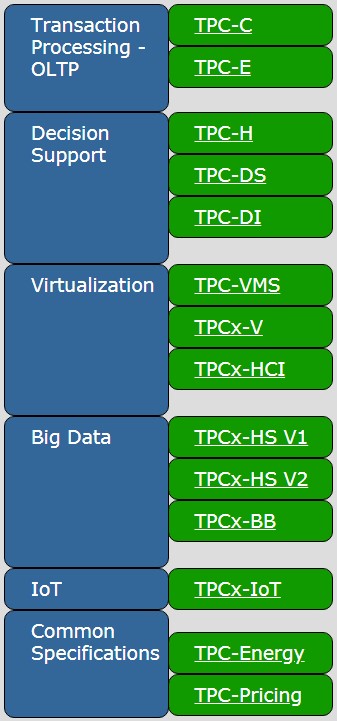 Transaction
Processing -
OLTP
TPC-C
TPC-E
Decision
Support
TPC-H
TPC-DS
TPC-DI
Virtualization
TPC-VMS
TPCx-V
TPCx-HCI
Big Data
TPCx-HS V1
TPCx-HS V2
TPCx-BB
IoT
TPCx-IoT
Common
Specifications
TPC-Energy
TPC-Pricing